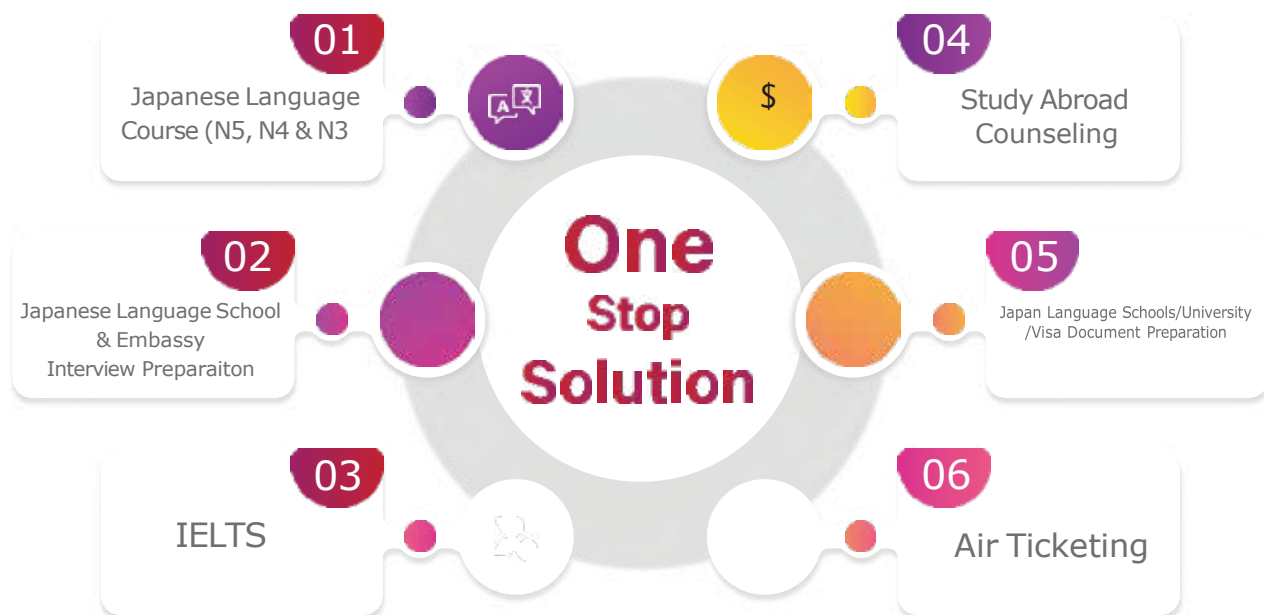 01
Japanese Language
Course (N5, N4 & N3
02
Japanese Language School
& Embassy
Interview Preparaiton
03
IELTS
A 文
$
One
Stop
Solution
04
Study Abroad
Counseling
05
Japan Language Schools/University
/Visa Document Preparation
06
Air Ticketing